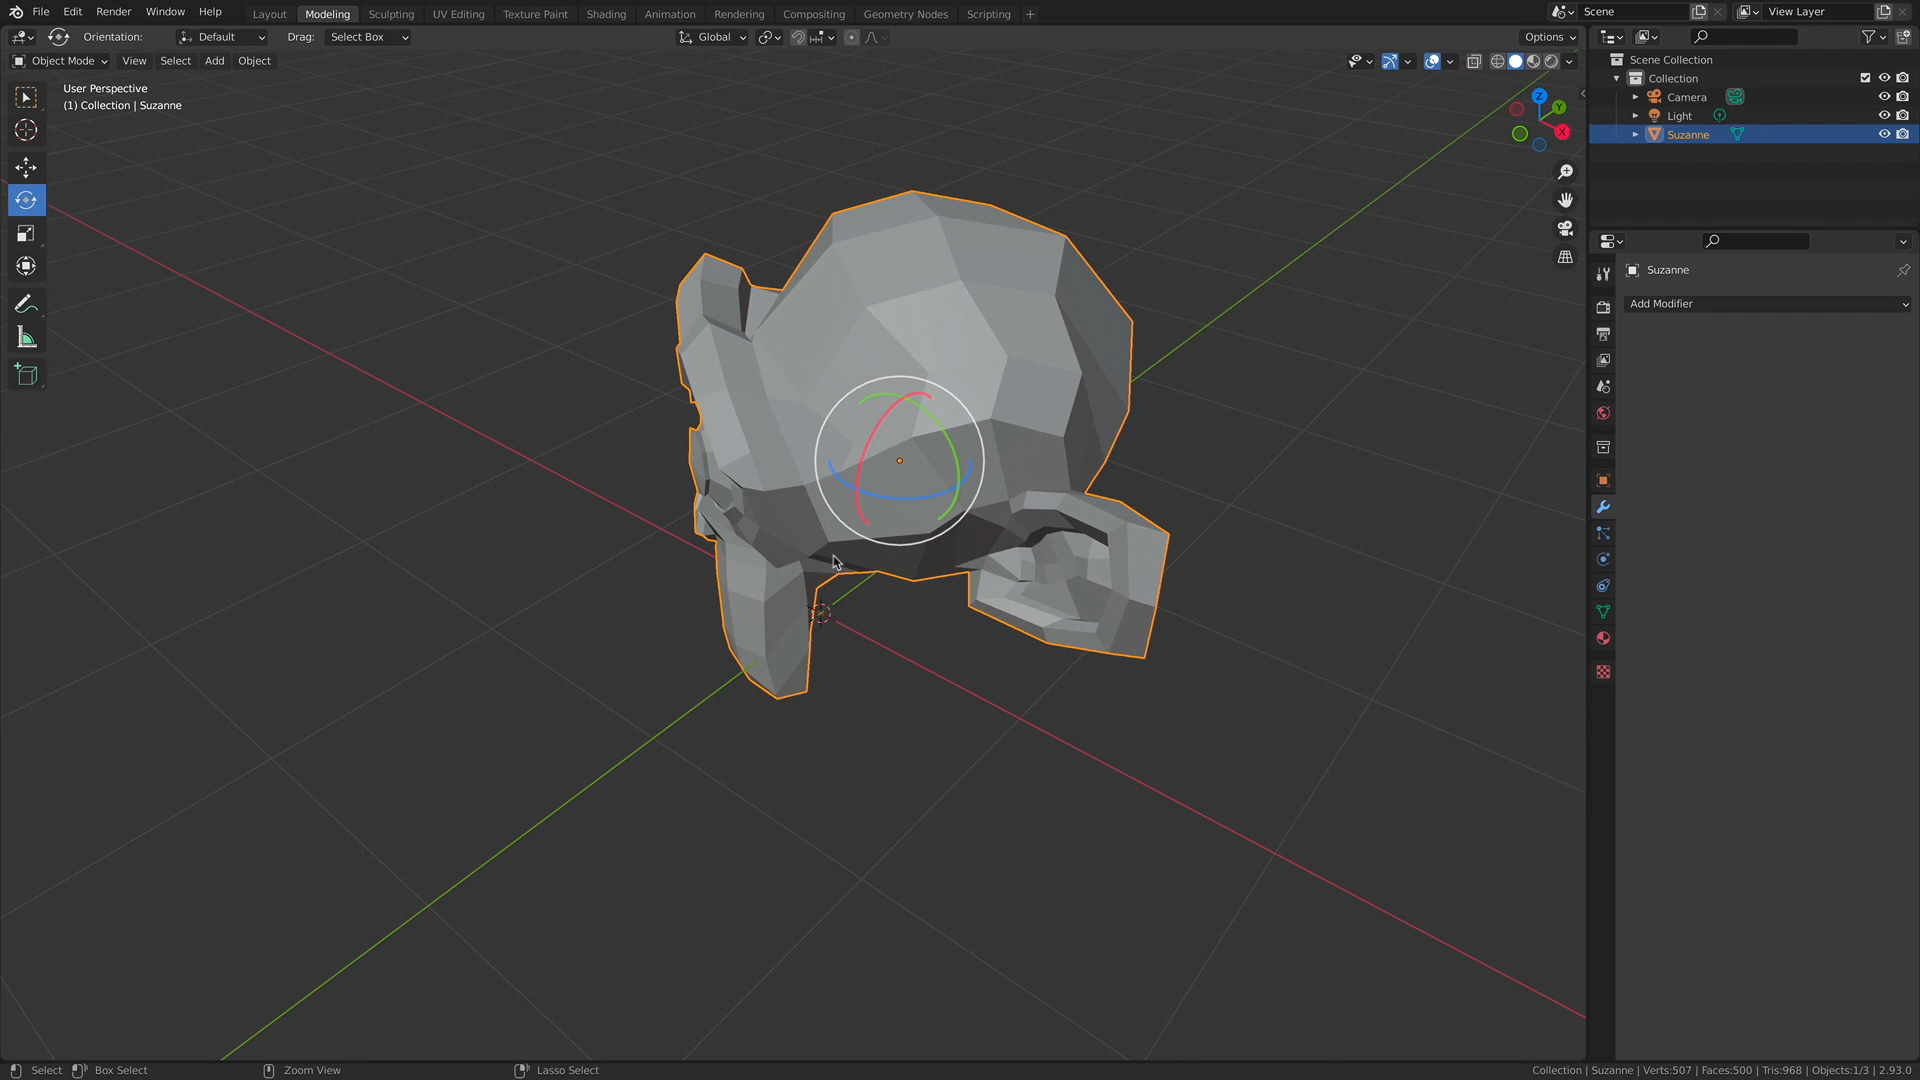 File Edit Render Window Help Layout Modeling Sculpting UV Editing Texture Paint Shading Animation Rendering Compositing Geometry Nodes Scripting + Scene View Layer
Orientation: Default Drag: Select Box Global Options
Object Mode View Select Add Object
User Perspective
(1) Collection | Suzanne
Z
Y
X
Scene Collection
Collection
Camera
Light
Suzanne
Suzanne
Add Modifier
Select Box Select Zoom View Lasso Select Collection | Suzanne | Verts:507 | Faces:500 | Tris:968 | Objects:1/3 | 2.93.0